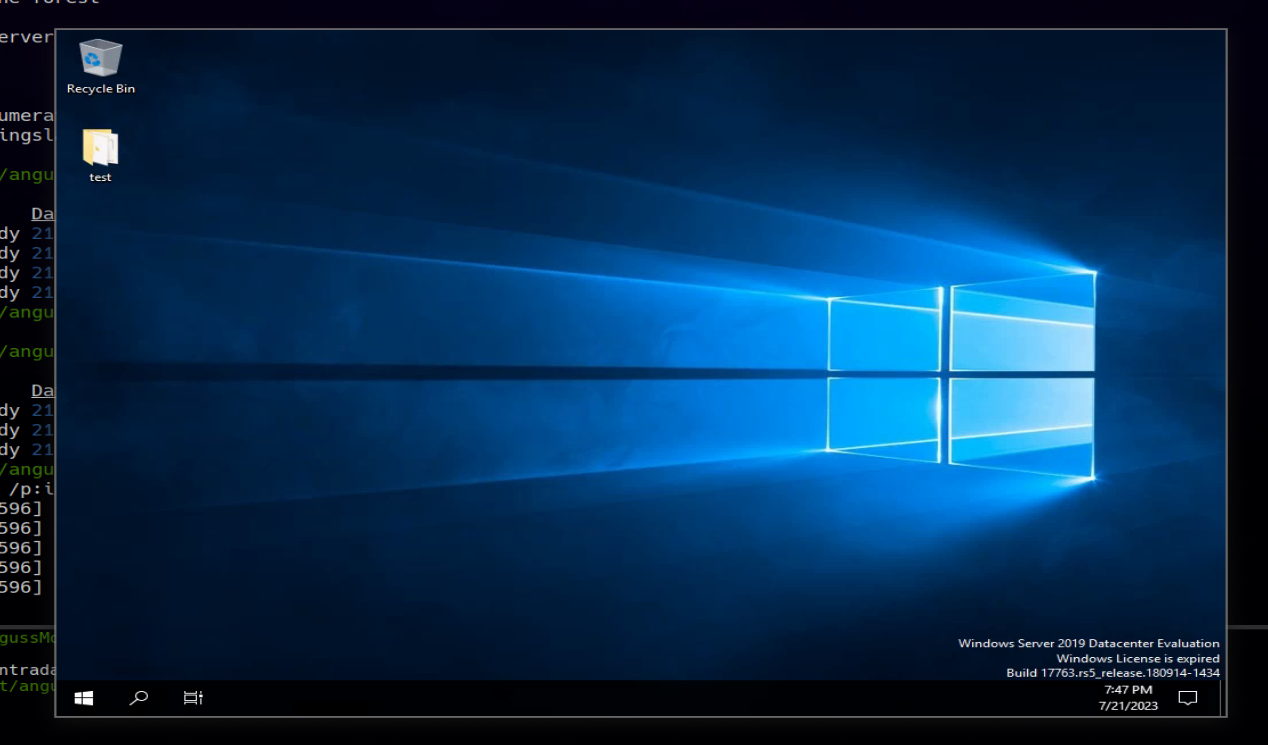 erver
umera
ingsl
/angu
Da
dy 21
dy 21
dy 21
dy 21
/angu
/angu
Da
dy 21
dy 21
dy 21
/angu
/p:i
596]
596]
596]
596]
596]
gussMo
ntrada
t/angu
Recycle Bin
test
Windows Server 2019 Datacenter Evaluation
Windows License is expired
Build 17763.rs5_release.180914-1434
7:47 PM
7/21/2023